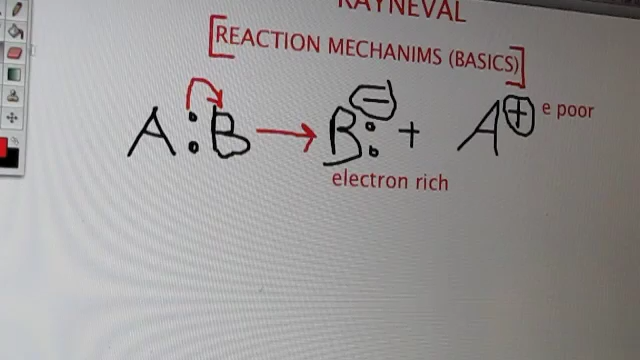 RAYNEVAL
[REACTION MECHANIMS (BASICS)]
A:B → B:⊖ + A⊕ e poor
electron rich